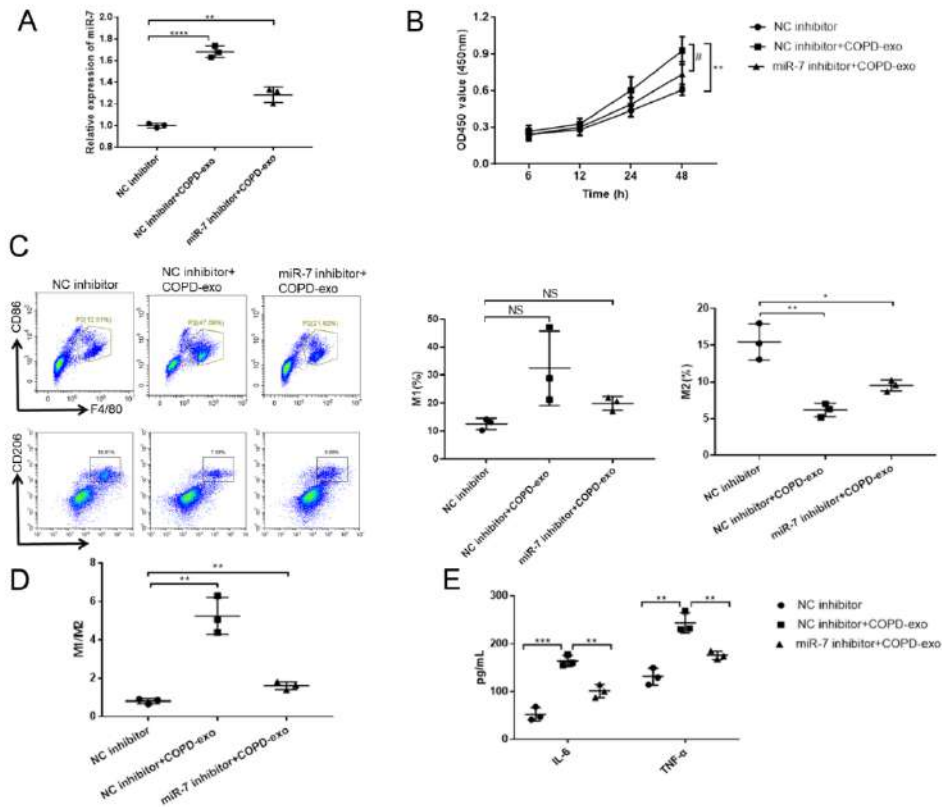 A
Relative expression of miR-7
2.0
1.8
1.6
1.4
1.2
1.0
0.8
****
**
NC inhibitor
NC inhibitor+COPD-exo
miR-7 inhibitor+COPD-exo
B
OD450 value (450nm)
1.2
0.9
0.6
0.3
0.0
6
12
24
48
Time (h)
#
**
NC inhibitor
NC inhibitor+COPD-exo
miR-7 inhibitor+COPD-exo
C
NC inhibitor
NC inhibitor+
COPD-exo
miR-7 inhibitor+
COPD-exo
CD86
F4/80
CD206
M1(%)
50
40
30
20
10
0
NS
NS
NC inhibitor
NC inhibitor+COPD-exo
miR-7 inhibitor+COPD-exo
M2(%)
20
15
10
5
0
*
**
NC inhibitor
NC inhibitor+COPD-exo
miR-7 inhibitor+COPD-exo
D
M1/M2
8
6
4
2
0
**
**
NC inhibitor
NC inhibitor+COPD-exo
miR-7 inhibitor+COPD-exo
E
pg/mL
300
200
100
0
***
**
**
**
IL-6
TNF-α
NC inhibitor
NC inhibitor+COPD-exo
miR-7 inhibitor+COPD-exo